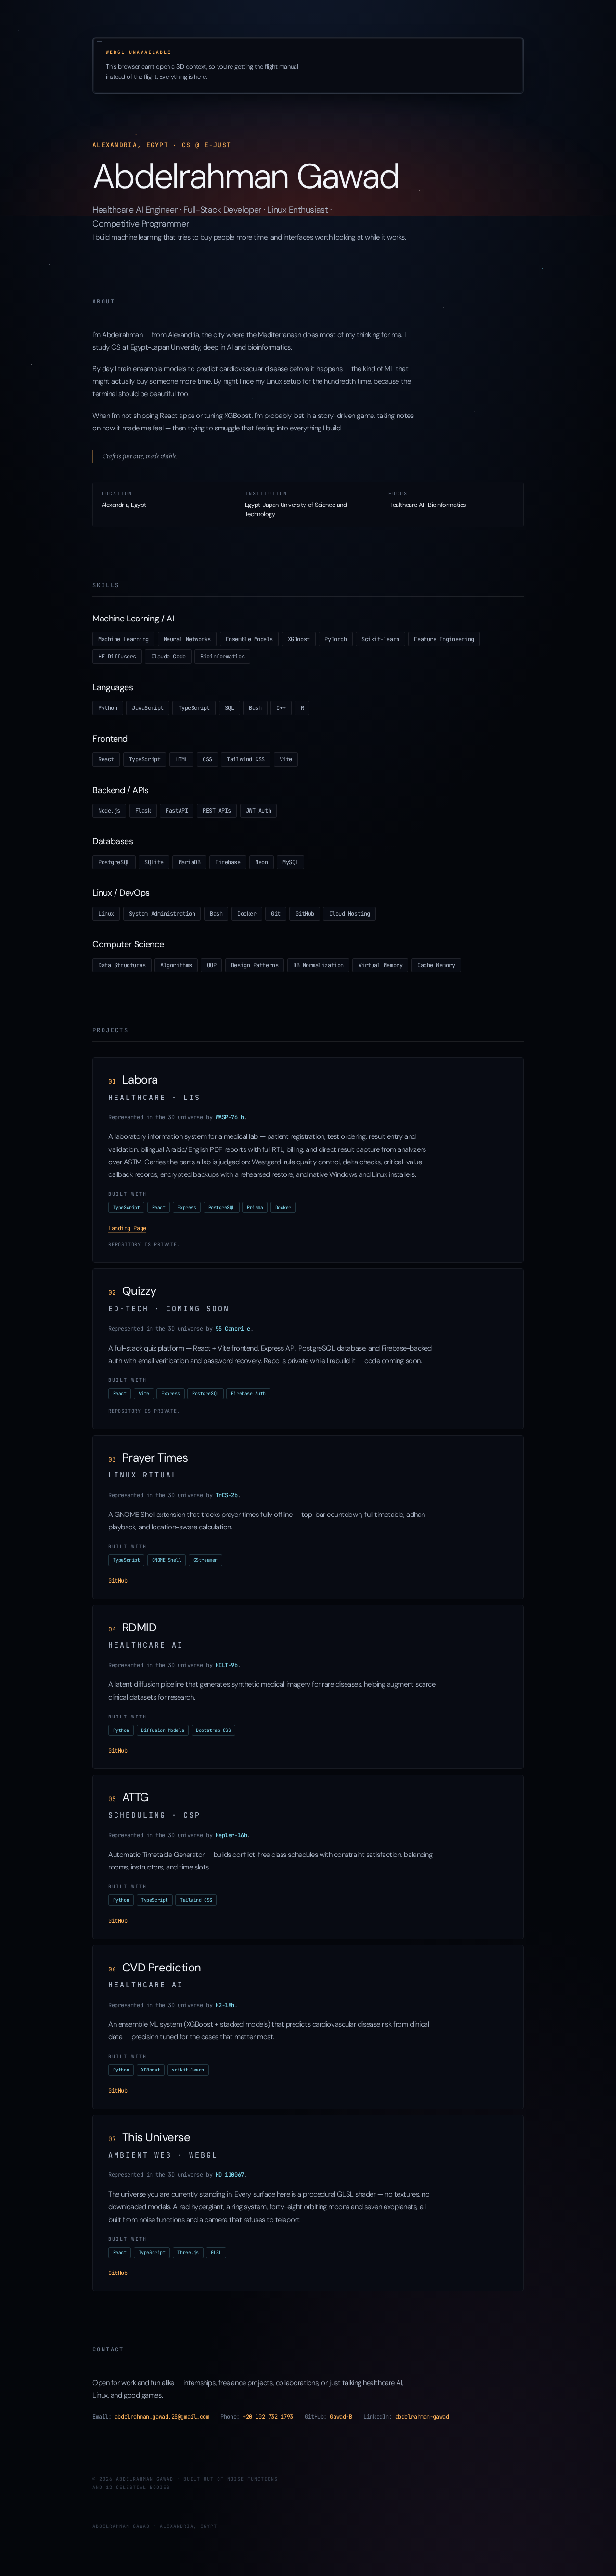 WEBGL UNAVAILABLE
This browser can't open a 3D context, so you're getting the flight manual
instead of the flight. Everything is here.
ALEXANDRIA, EGYPT · CS @ E-JUST
Abdelrahman Gawad
Healthcare AI Engineer · Full-Stack Developer · Linux Enthusiast ·
Competitive Programmer
I build machine learning that tries to buy people more time, and interfaces worth looking at while it works.
ABOUT
I'm Abdelrahman — from Alexandria, the city where the Mediterranean does most of my thinking for me. I
study CS at Egypt-Japan University, deep in AI and bioinformatics.
By day I train ensemble models to predict cardiovascular disease before it happens — the kind of ML that
might actually buy someone more time. By night I rice my Linux setup for the hundredth time, because the
terminal should be beautiful too.
When I'm not shipping React apps or tuning XGBoost, I'm probably lost in a story-driven game, taking notes
on how it made me feel — then trying to smuggle that feeling into everything I build.
Craft is just care, made visible.
LOCATION
Alexandria, Egypt
INSTITUTION
Egypt-Japan University of Science and
Technology
FOCUS
Healthcare AI · Bioinformatics
SKILLS
Machine Learning / AI
Machine Learning Neural Networks Ensemble Models XGBoost PyTorch Scikit-learn Feature Engineering
HF Diffusers Claude Code Bioinformatics
Languages
Python JavaScript TypeScript SQL Bash C++ R
Frontend
React TypeScript HTML CSS Tailwind CSS Vite
Backend / APIs
Node.js Flask FastAPI REST APIs JWT Auth
Databases
PostgreSQL SQLite MariaDB Firebase Neon MySQL
Linux / DevOps
Linux System Administration Bash Docker Git GitHub Cloud Hosting
Computer Science
Data Structures Algorithms OOP Design Patterns DB Normalization Virtual Memory Cache Memory
PROJECTS
01 Labora
HEALTHCARE · LIS
Represented in the 3D universe by WASP-76 b.
A laboratory information system for a medical lab — patient registration, test ordering, result entry and
validation, bilingual Arabic/English PDF reports with full RTL, billing, and direct result capture from analyzers
over ASTM. Carries the parts a lab is judged on: Westgard-rule quality control, delta checks, critical-value
callback records, encrypted backups with a rehearsed restore, and native Windows and Linux installers.
BUILT WITH
TypeScript React Express PostgreSQL Prisma Docker
Landing Page
REPOSITORY IS PRIVATE.
02 Quizzy
ED-TECH · COMING SOON
Represented in the 3D universe by 55 Cancri e.
A full-stack quiz platform — React + Vite frontend, Express API, PostgreSQL database, and Firebase-backed
auth with email verification and password recovery. Repo is private while I rebuild it — code coming soon.
BUILT WITH
React Vite Express PostgreSQL Firebase Auth
REPOSITORY IS PRIVATE.
03 Prayer Times
LINUX RITUAL
Represented in the 3D universe by TrES-2b.
A GNOME Shell extension that tracks prayer times fully offline — top-bar countdown, full timetable, adhan
playback, and location-aware calculation.
BUILT WITH
TypeScript GNOME Shell GStreamer
GitHub
04 RDMID
HEALTHCARE AI
Represented in the 3D universe by KELT-9b.
A latent diffusion pipeline that generates synthetic medical imagery for rare diseases, helping augment scarce
clinical datasets for research.
BUILT WITH
Python Diffusion Models Bootstrap CSS
GitHub
05 ATTG
SCHEDULING · CSP
Represented in the 3D universe by Kepler-16b.
Automatic Timetable Generator — builds conflict-free class schedules with constraint satisfaction, balancing
rooms, instructors, and time slots.
BUILT WITH
Python TypeScript Tailwind CSS
GitHub
06 CVD Prediction
HEALTHCARE AI
Represented in the 3D universe by K2-18b.
An ensemble ML system (XGBoost + stacked models) that predicts cardiovascular disease risk from clinical
data — precision tuned for the cases that matter most.
BUILT WITH
Python XGBoost scikit-learn
GitHub
07 This Universe
AMBIENT WEB · WEBGL
Represented in the 3D universe by HD 110067.
The universe you are currently standing in. Every surface here is a procedural GLSL shader — no textures, no
downloaded models. A red hypergiant, a ring system, forty-eight orbiting moons and seven exoplanets, all
built from noise functions and a camera that refuses to teleport.
BUILT WITH
React TypeScript Three.js GLSL
GitHub
CONTACT
Open for work and fun alike — internships, freelance projects, collaborations, or just talking healthcare AI,
Linux, and good games.
Email: abdelrahman.gawad.28@gmail.com Phone: +20 102 732 1793 GitHub: Gawad-B LinkedIn: abdelrahman-gawad
© 2026 ABDELRAHMAN GAWAD · BUILT OUT OF NOISE FUNCTIONS
AND 12 CELESTIAL BODIES
ABDELRAHMAN GAWAD · ALEXANDRIA, EGYPT